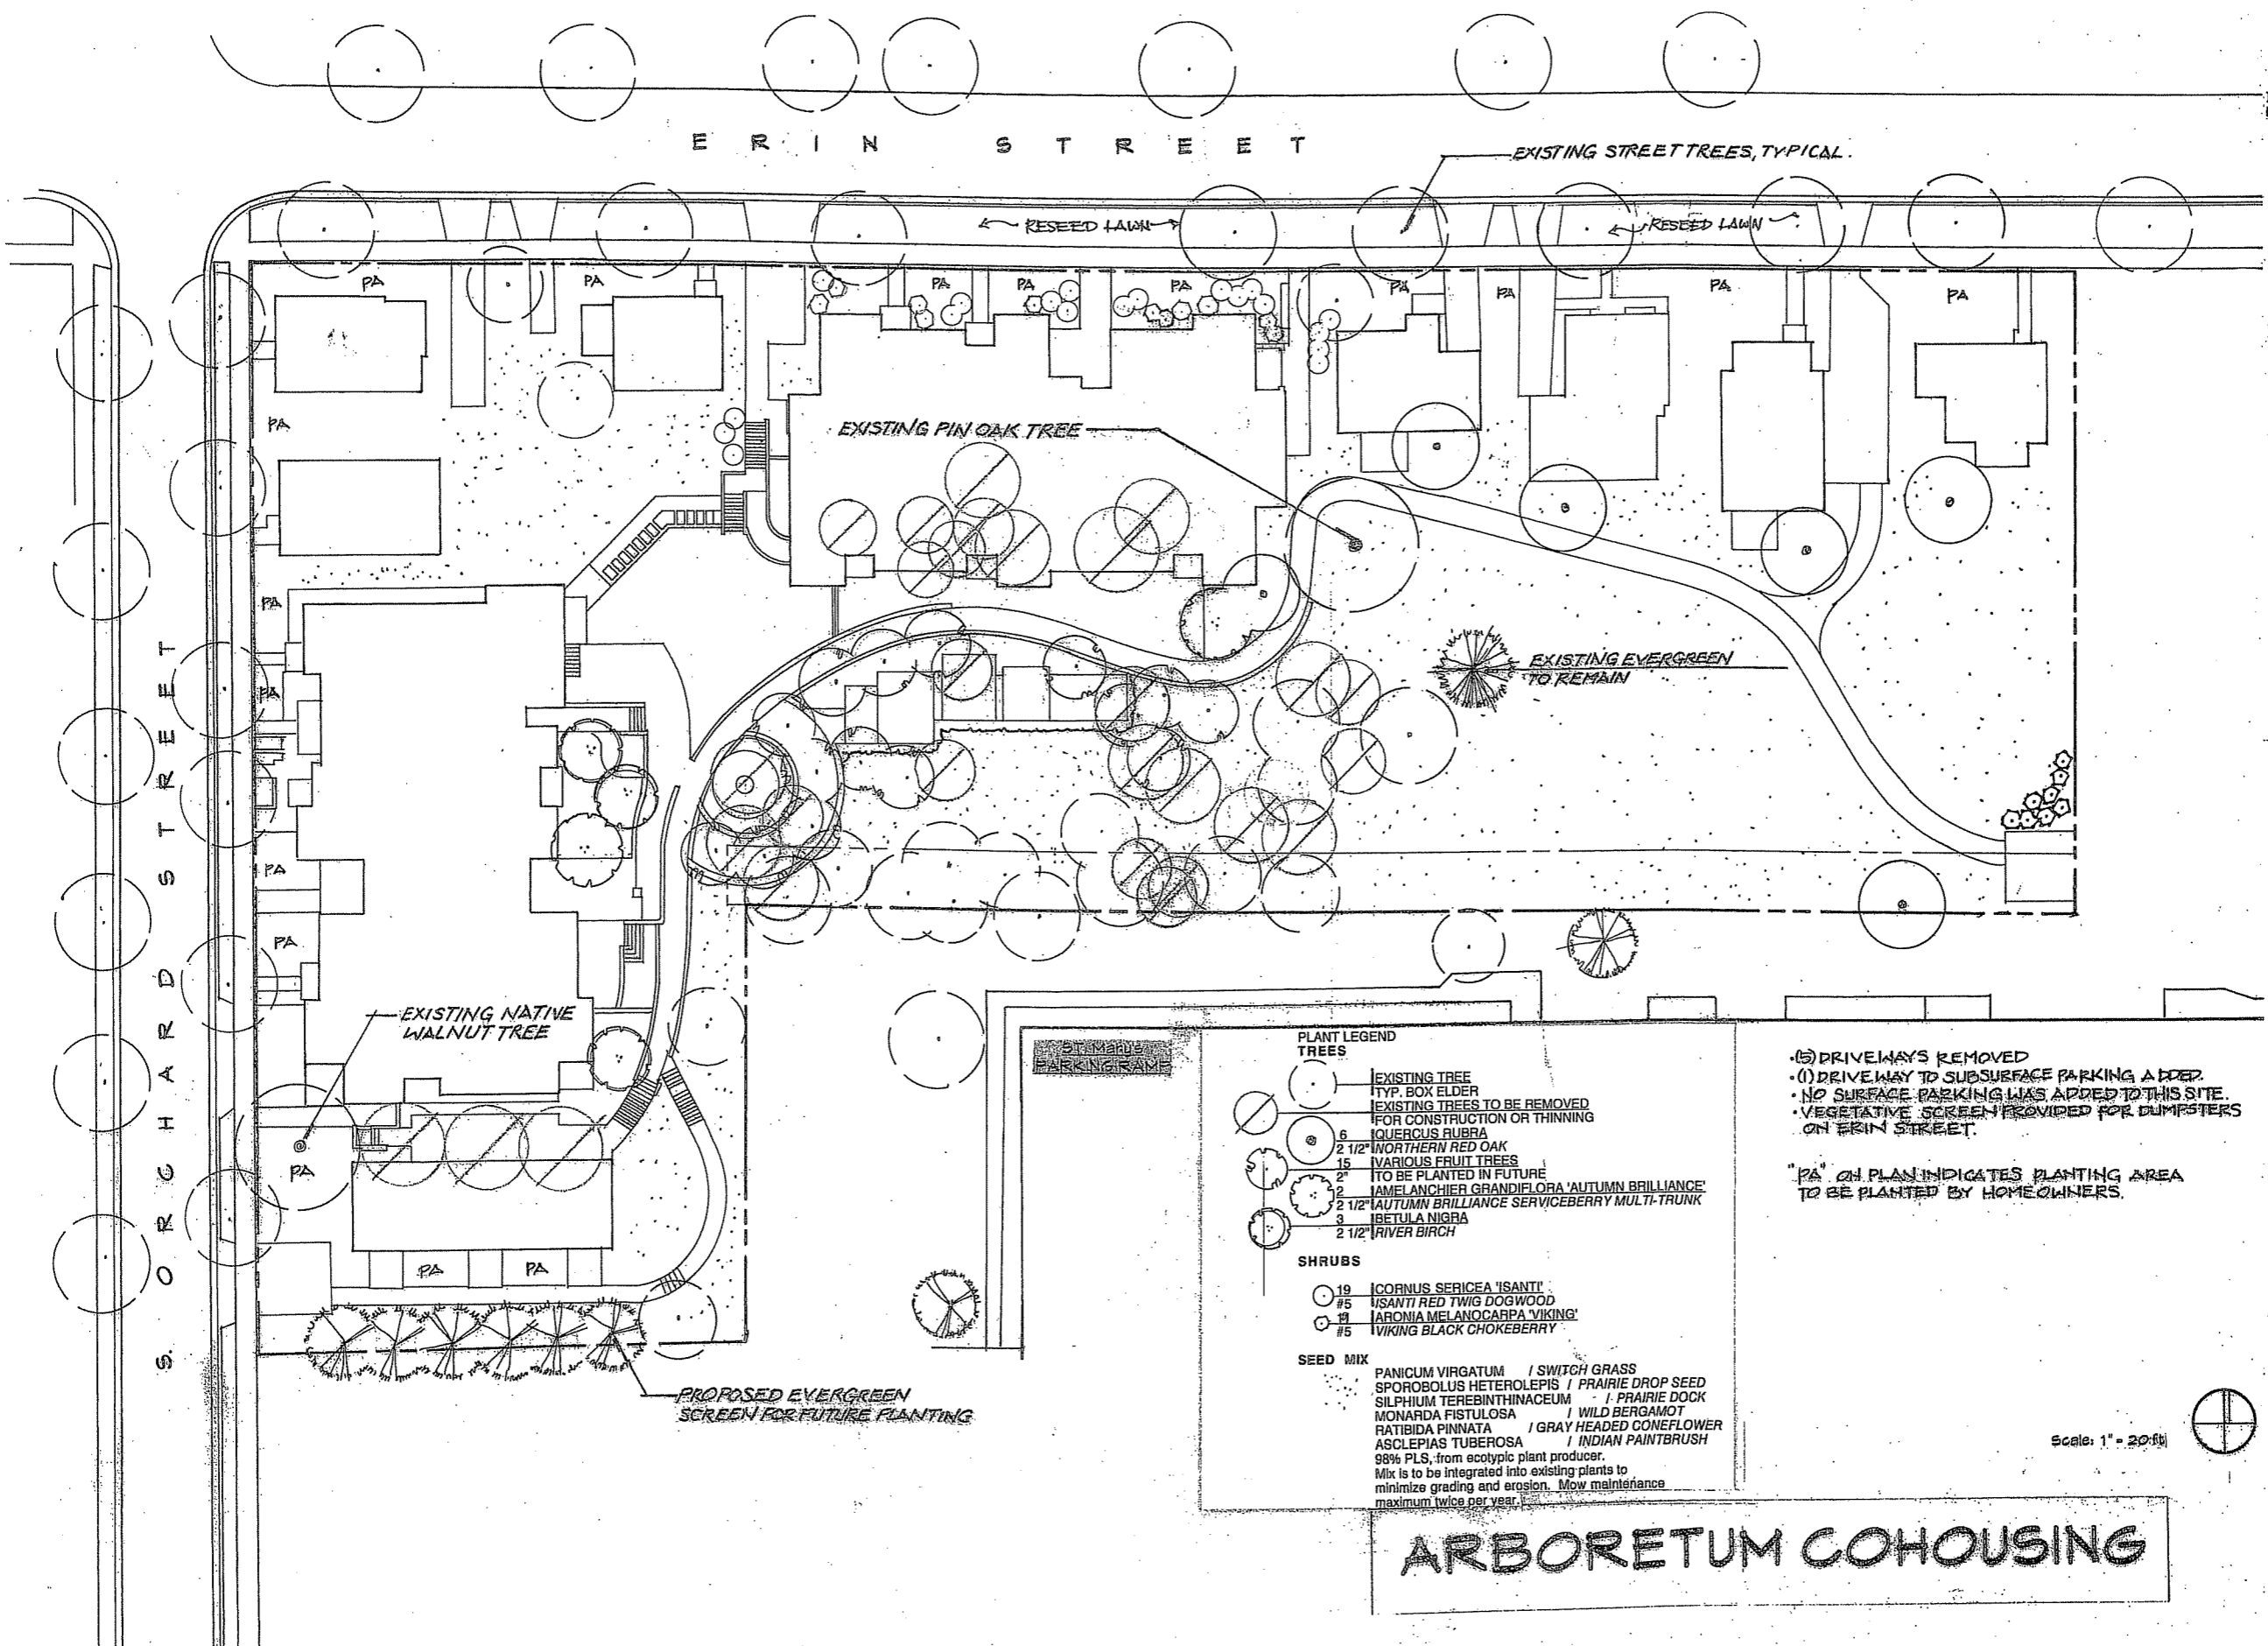 ERIN STREET
EXISTING STREET TREES, TYPICAL.
RESEED LAWN
RESEED LAWN
PA
PA
PA
PA
PA
PA
PA
PA
PA
PA
EXISTING PIN OAK TREE
PA
PA
EXISTING EVERGREEN
TO REMAIN
PA
S. ORCHARD STREET
PA
PA
EXISTING NATIVE
WALNUT TREE
PA
PA
PA
PROPOSED EVERGREEN
SCREEN FOR FUTURE PLANTING
ST. Marys
PARKING RAMP
PLANT LEGEND
TREES
EXISTING TREE
TYP. BOX ELDER
EXISTING TREES TO BE REMOVED
FOR CONSTRUCTION OR THINNING
6 QUERCUS RUBRA
2 1/2" NORTHERN RED OAK
15 VARIOUS FRUIT TREES
2" TO BE PLANTED IN FUTURE
2 AMELANCHIER GRANDIFLORA 'AUTUMN BRILLIANCE'
2 1/2" AUTUMN BRILLIANCE SERVICEBERRY MULTI-TRUNK
3 BETULA NIGRA
2 1/2" RIVER BIRCH
SHRUBS
19 CORNUS SERICEA 'ISANTI'
#5 ISANTI RED TWIG DOGWOOD
ARONIA MELANOCARPA 'VIKING'
#5 VIKING BLACK CHOKEBERRY
SEED MIX
PANICUM VIRGATUM / SWITCH GRASS
SPOROBOLUS HETEROLEPIS / PRAIRIE DROP SEED
SILPHIUM TEREBINTHINACEUM / PRAIRIE DOCK
MONARDA FISTULOSA / WILD BERGAMOT
RATIBIDA PINNATA / GRAY HEADED CONEFLOWER
ASCLEPIAS TUBEROSA / INDIAN PAINTBRUSH
98% PLS, from ecotypic plant producer.
Mix is to be integrated into existing plants to
minimize grading and erosion. Mow maintenance
maximum twice per year.
•(5) DRIVEWAYS REMOVED
•(1) DRIVEWAY TO SUBSURFACE PARKING ADDED.
•NO SURFACE PARKING WAS ADDED TO THIS SITE.
•VEGETATIVE SCREEN PROVIDED FOR DUMPSTERS
ON ERIN STREET.
"PA" ON PLAN INDICATES PLANTING AREA
TO BE PLANTED BY HOMEOWNERS.
Scale: 1" = 20 ft
ARBORETUM COHOUSING